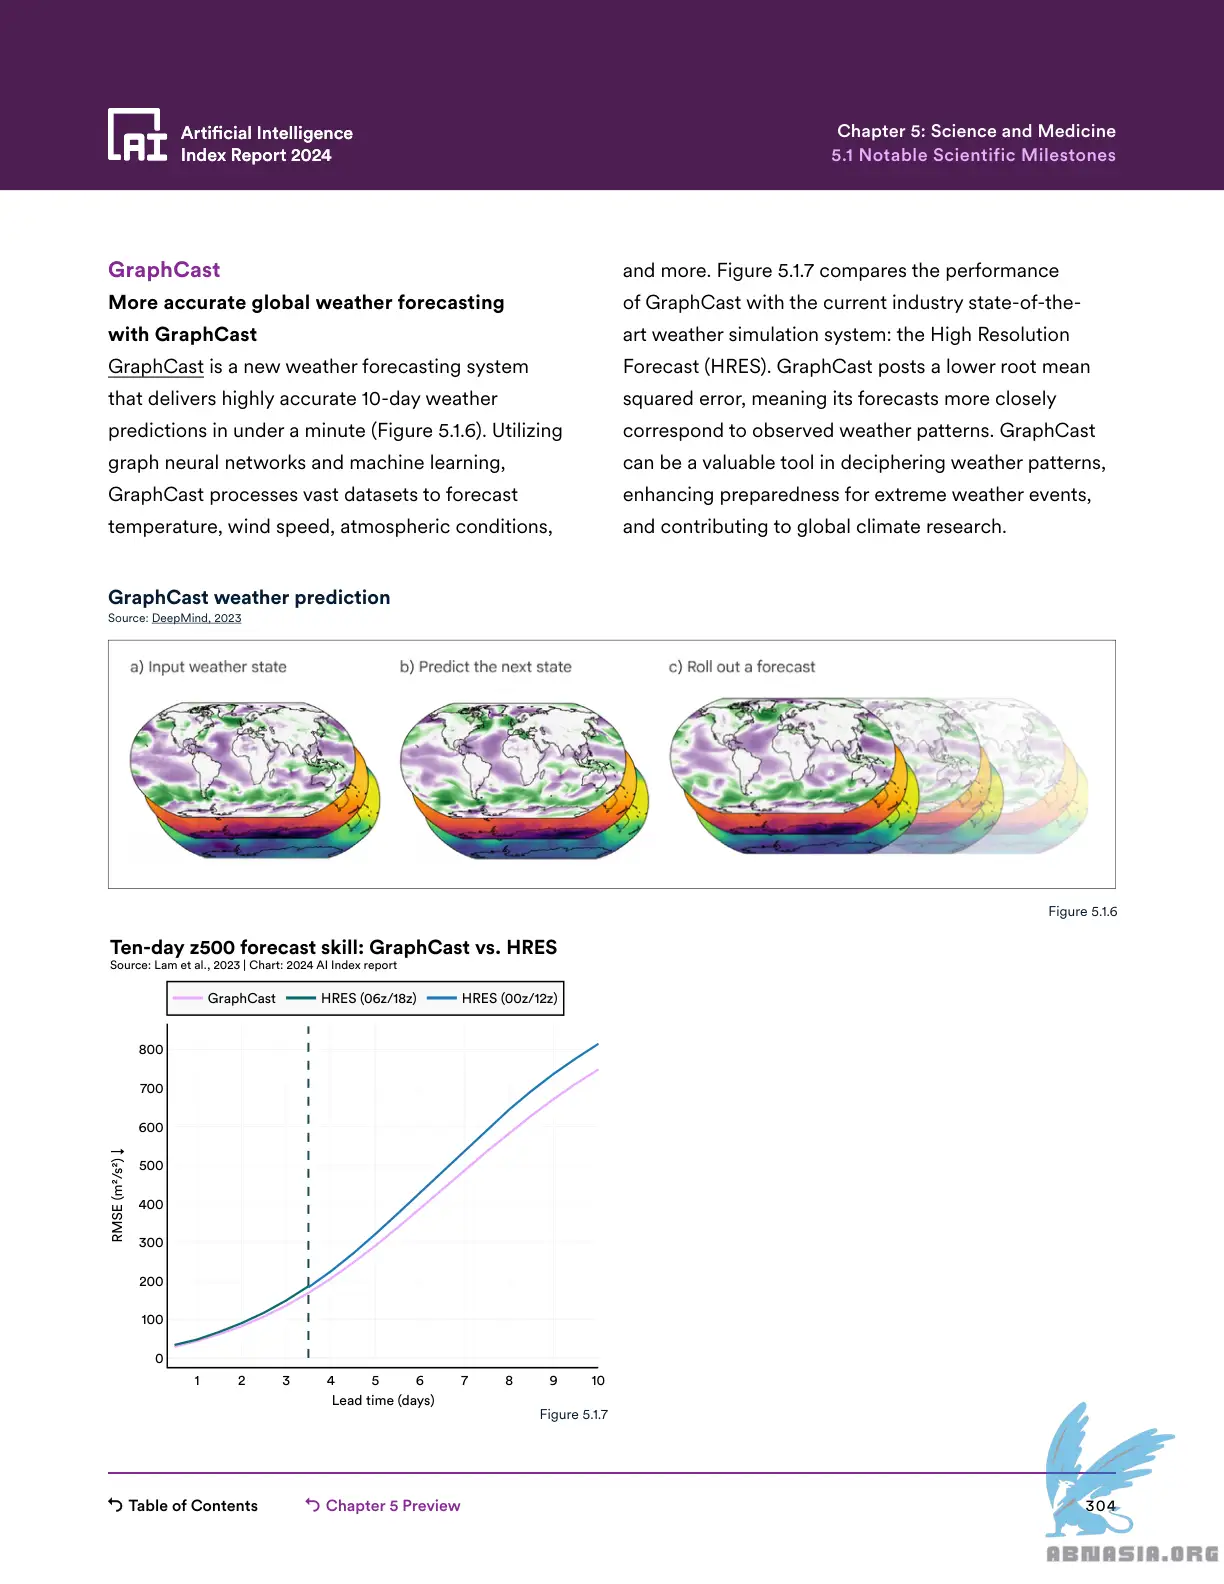 Artificial Intelligence
Index Report 2024
Chapter 5: Science and Medicine
5.1 Notable Scientific Milestones
GraphCast
More accurate global weather forecasting
with GraphCast
GraphCast is a new weather forecasting system
that delivers highly accurate 10-day weather
predictions in under a minute (Figure 5.1.6). Utilizing
graph neural networks and machine learning,
GraphCast processes vast datasets to forecast
temperature, wind speed, atmospheric conditions,
and more. Figure 5.1.7 compares the performance
of GraphCast with the current industry state-of-the-
art weather simulation system: the High Resolution
Forecast (HRES). GraphCast posts a lower root mean
squared error, meaning its forecasts more closely
correspond to observed weather patterns. GraphCast
can be a valuable tool in deciphering weather patterns,
enhancing preparedness for extreme weather events,
and contributing to global climate research.
GraphCast weather prediction
Source: DeepMind, 2023
a) Input weather state
b) Predict the next state
c) Roll out a forecast
Figure 5.1.6
Ten-day z500 forecast skill: GraphCast vs. HRES
Source: Lam et al., 2023 | Chart: 2024 AI Index report
GraphCast HRES (06z/18z) HRES (00z/12z)
800
700
600
500
400
300
200
100
0
RMSE (m²/s²)↓
1 2 3 4 5 6 7 8 9 10
Lead time (days)
Figure 5.1.7
Table of Contents
Chapter 5 Preview
304
ABNASIA.ORG